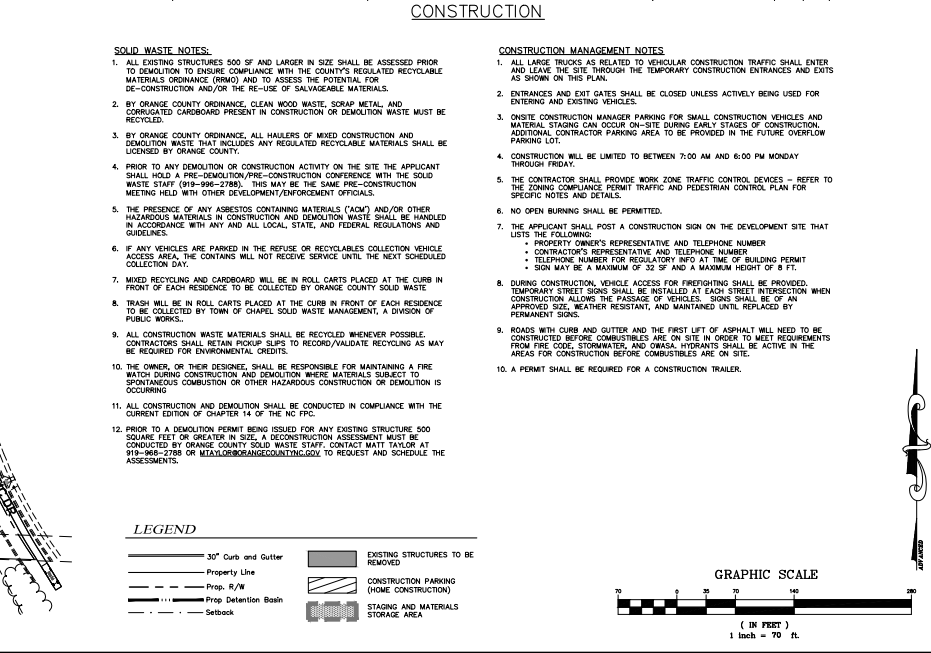 CONSTRUCTION
SOLID WASTE NOTES:
1. ALL EXISTING STRUCTURES 500 SF AND LARGER IN SIZE SHALL BE ASSESSED PRIOR
TO DEMOLITION TO ENSURE COMPLIANCE WITH THE COUNTY'S REGULATED RECYCLABLE
MATERIALS ORDINANCE (RRMO) AND TO ASSESS THE POTENTIAL FOR
DE-CONSTRUCTION AND/OR THE RE-USE OF SALVAGEABLE MATERIALS.
2. BY ORANGE COUNTY ORDINANCE, CLEAN WOOD WASTE, SCRAP METAL, AND
CORRUGATED CARDBOARD PRESENT IN CONSTRUCTION OR DEMOLITION WASTE MUST BE
RECYCLED.
3. BY ORANGE COUNTY ORDINANCE, ALL HAULERS OF MIXED CONSTRUCTION AND
DEMOLITION WASTE THAT INCLUDES ANY REGULATED RECYCLABLE MATERIALS SHALL BE
LICENSED BY ORANGE COUNTY.
4. PRIOR TO ANY DEMOLITION OR CONSTRUCTION ACTIVITY ON THE SITE THE APPLICANT
SHALL HOLD A PRE-DEMOLITION/PRE-CONSTRUCTION CONFERENCE WITH THE SOLID
WASTE STAFF (919-996-2788). THIS MAY BE THE SAME PRE-CONSTRUCTION
MEETING HELD WITH OTHER DEVELOPMENT/ENFORCEMENT OFFICIALS.
5. THE PRESENCE OF ANY ASBESTOS CONTAINING MATERIALS ('ACM') AND/OR OTHER
HAZARDOUS MATERIALS IN CONSTRUCTION AND DEMOLITION WASTE SHALL BE HANDLED
IN ACCORDANCE WITH ANY AND ALL LOCAL, STATE, AND FEDERAL REGULATIONS AND
GUIDELINES.
6. IF ANY VEHICLES ARE PARKED IN THE REFUSE OR RECYCLABLES COLLECTION VEHICLE
ACCESS AREA, THE CONTAINS WILL NOT RECEIVE SERVICE UNTIL THE NEXT SCHEDULED
COLLECTION DAY.
7. MIXED RECYCLING AND CARDBOARD WILL BE IN ROLL CARTS PLACED AT THE CURB IN
FRONT OF EACH RESIDENCE TO BE COLLECTED BY ORANGE COUNTY SOLID WASTE
8. TRASH WILL BE IN ROLL CARTS PLACED AT THE CURB IN FRONT OF EACH RESIDENCE
TO BE COLLECTED BY TOWN OF CHAPEL SOLID WASTE MANAGEMENT, A DIVISION OF
PUBLIC WORKS..
9. ALL CONSTRUCTION WASTE MATERIALS SHALL BE RECYCLED WHENEVER POSSIBLE.
CONTRACTORS SHALL RETAIN PICKUP SLIPS TO RECORD/VALIDATE RECYCLING AS MAY
BE REQUIRED FOR ENVIRONMENTAL CREDITS.
10. THE OWNER, OR THEIR DESIGNEE, SHALL BE RESPONSIBLE FOR MAINTAINING A FIRE
WATCH DURING CONSTRUCTION AND DEMOLITION WHERE MATERIALS SUBJECT TO
SPONTANEOUS COMBUSTION OR OTHER HAZARDOUS CONSTRUCTION OR DEMOLITION IS
OCCURRING
11. ALL CONSTRUCTION AND DEMOLITION SHALL BE CONDUCTED IN COMPLIANCE WITH THE
CURRENT EDITION OF CHAPTER 14 OF THE NC FPC.
12. PRIOR TO A DEMOLITION PERMIT BEING ISSUED FOR ANY EXISTING STRUCTURE 500
SQUARE FEET OR GREATER IN SIZE, A DECONSTRUCTION ASSESSMENT MUST BE
CONDUCTED BY ORANGE COUNTY SOLID WASTE STAFF. CONTACT MATT TAYLOR AT
919-968-2788 OR MTAYLOR@ORANGECOUNTYNC.GOV TO REQUEST AND SCHEDULE THE
ASSESSMENTS.
CONSTRUCTION MANAGEMENT NOTES
1. ALL LARGE TRUCKS AS RELATED TO VEHICULAR CONSTRUCTION TRAFFIC SHALL ENTER
AND LEAVE THE SITE THROUGH THE TEMPORARY CONSTRUCTION ENTRANCES AND EXITS
AS SHOWN ON THIS PLAN.
2. ENTRANCES AND EXIT GATES SHALL BE CLOSED UNLESS ACTIVELY BEING USED FOR
ENTERING AND EXISTING VEHICLES.
3. ONSITE CONSTRUCTION MANAGER PARKING FOR SMALL CONSTRUCTION VEHICLES AND
MATERIAL STAGING CAN OCCUR ON-SITE DURING EARLY STAGES OF CONSTRUCTION.
ADDITIONAL CONTRACTOR PARKING AREA TO BE PROVIDED IN THE FUTURE OVERFLOW
PARKING LOT.
4. CONSTRUCTION WILL BE LIMITED TO BETWEEN 7:00 AM AND 6:00 PM MONDAY
THROUGH FRIDAY.
5. THE CONTRACTOR SHALL PROVIDE WORK ZONE TRAFFIC CONTROL DEVICES - REFER TO
THE ZONING COMPLIANCE PERMIT TRAFFIC AND PEDESTRIAN CONTROL PLAN FOR
SPECIFIC NOTES AND DETAILS.
6. NO OPEN BURNING SHALL BE PERMITTED.
7. THE APPLICANT SHALL POST A CONSTRUCTION SIGN ON THE DEVELOPMENT SITE THAT
LISTS THE FOLLOWING:
• PROPERTY OWNER'S REPRESENTATIVE AND TELEPHONE NUMBER
• CONTRACTOR'S REPRESENTATIVE AND TELEPHONE NUMBER
• TELEPHONE NUMBER FOR REGULATORY INFO AT TIME OF BUILDING PERMIT
• SIGN MAY BE A MAXIMUM OF 32 SF AND A MAXIMUM HEIGHT OF 8 FT.
8. DURING CONSTRUCTION, VEHICLE ACCESS FOR FIREFIGHTING SHALL BE PROVIDED.
TEMPORARY STREET SIGNS SHALL BE INSTALLED AT EACH STREET INTERSECTION WHEN
CONSTRUCTION ALLOWS THE PASSAGE OF VEHICLES. SIGNS SHALL BE OF AN
APPROVED SIZE, WEATHER RESISTANT, AND MAINTAINED UNTIL REPLACED BY
PERMANENT SIGNS.
9. ROADS WITH CURB AND GUTTER AND THE FIRST LIFT OF ASPHALT WILL NEED TO BE
CONSTRUCTED BEFORE COMBUSTIBLES ARE ON SITE IN ORDER TO MEET REQUIREMENTS
FROM FIRE CODE, STORMWATER, AND OWASA. HYDRANTS SHALL BE ACTIVE IN THE
AREAS FOR CONSTRUCTION BEFORE COMBUSTIBLES ARE ON SITE.
10. A PERMIT SHALL BE REQUIRED FOR A CONSTRUCTION TRAILER.
LEGEND
30" Curb and Gutter
Property Line
Prop. R/W
Prop Detention Basin
Setback
EXISTING STRUCTURES TO BE
REMOVED
CONSTRUCTION PARKING
(HOME CONSTRUCTION)
STAGING AND MATERIALS
STORAGE AREA
ADVANCED
GRAPHIC SCALE
70 0 35 70 140 280
( IN FEET )
1 inch = 70 ft.